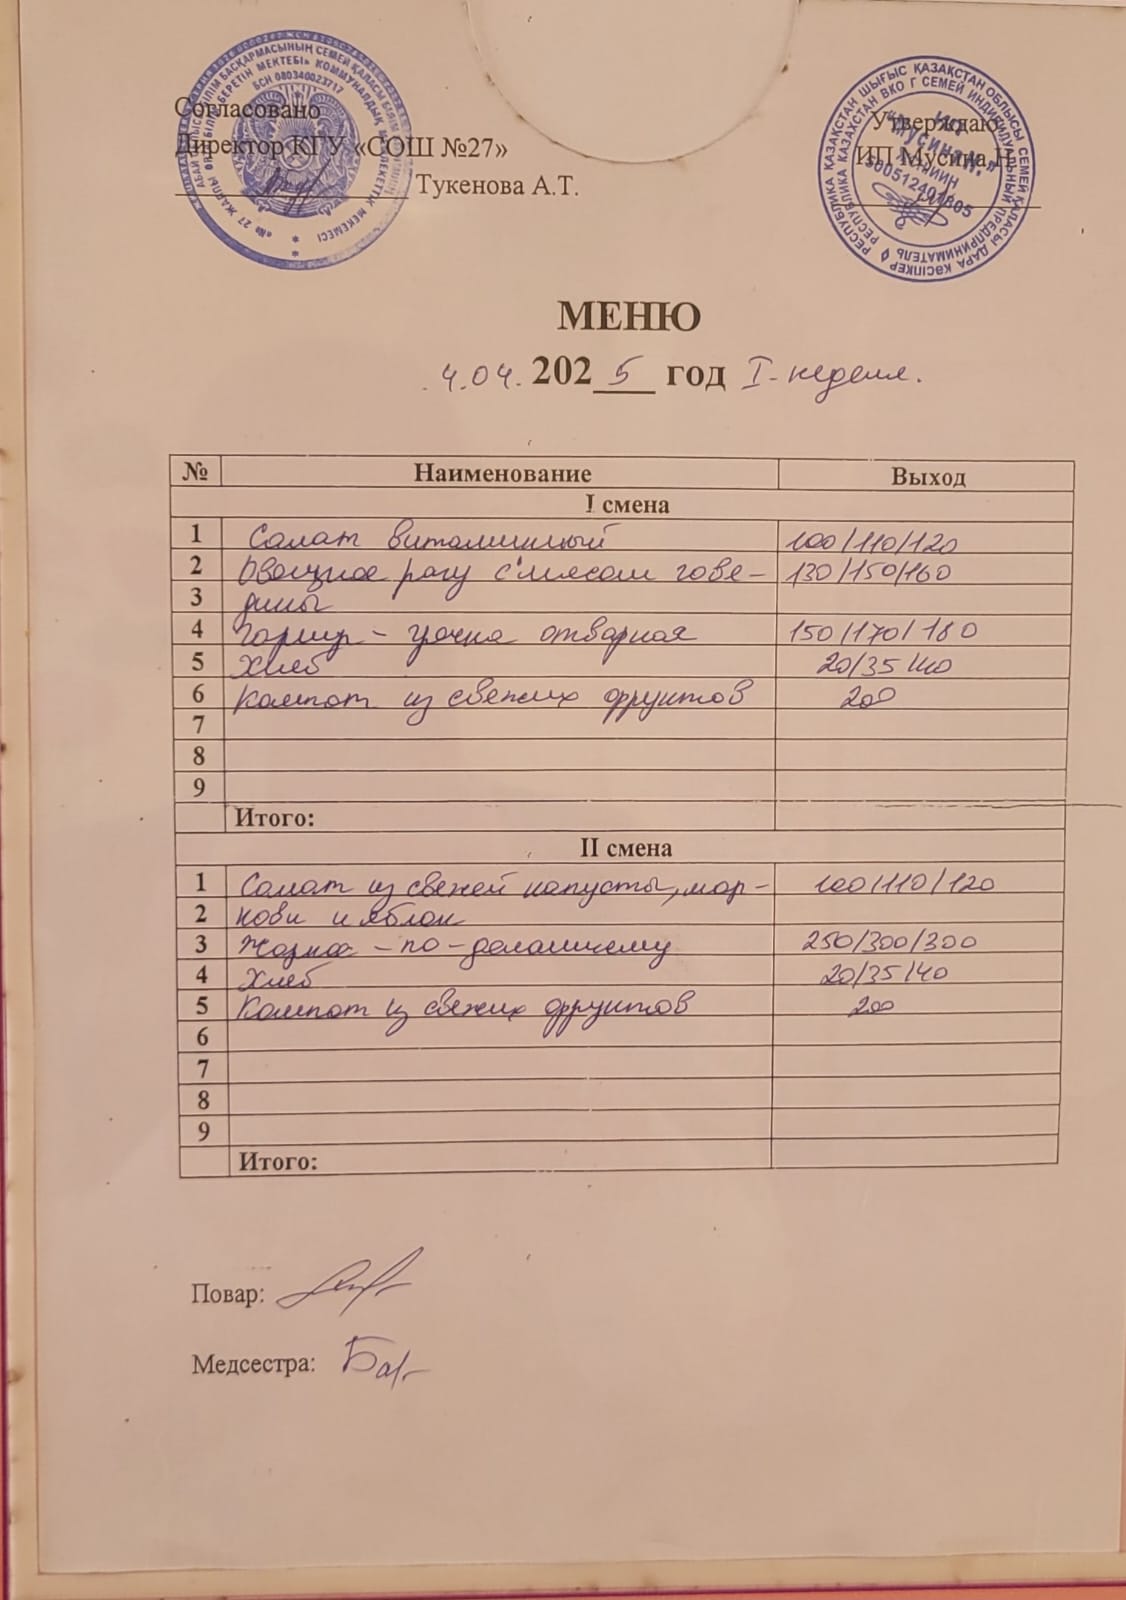 Согласовано
Директор КГУ «СОШ №27»
Тукенова А.Т.
Утверждаю
ИП Мусина Н.
МЕНЮ
4.04. 2025 год I-неделя.
№ Наименование Выход
I смена
1 Салат витаминный 100/110/120
2 Овощное рагу с мясом говя- 130/150/160
3 дины
4 Гарнир - гречка отварная 150/170/180
5 Хлеб 20/35/40
6 Компот из свежих фруктов 200
7
8
9
Итого:
II смена
1 Салат из свежей капусты, мор- 100/110/120
2 кови и яблок
3 Жаркое - по-домашнему 250/300/300
4 Хлеб 20/35/40
5 Компот из свежих фруктов 200
6
7
8
9
Итого:
Повар:
Медсестра: